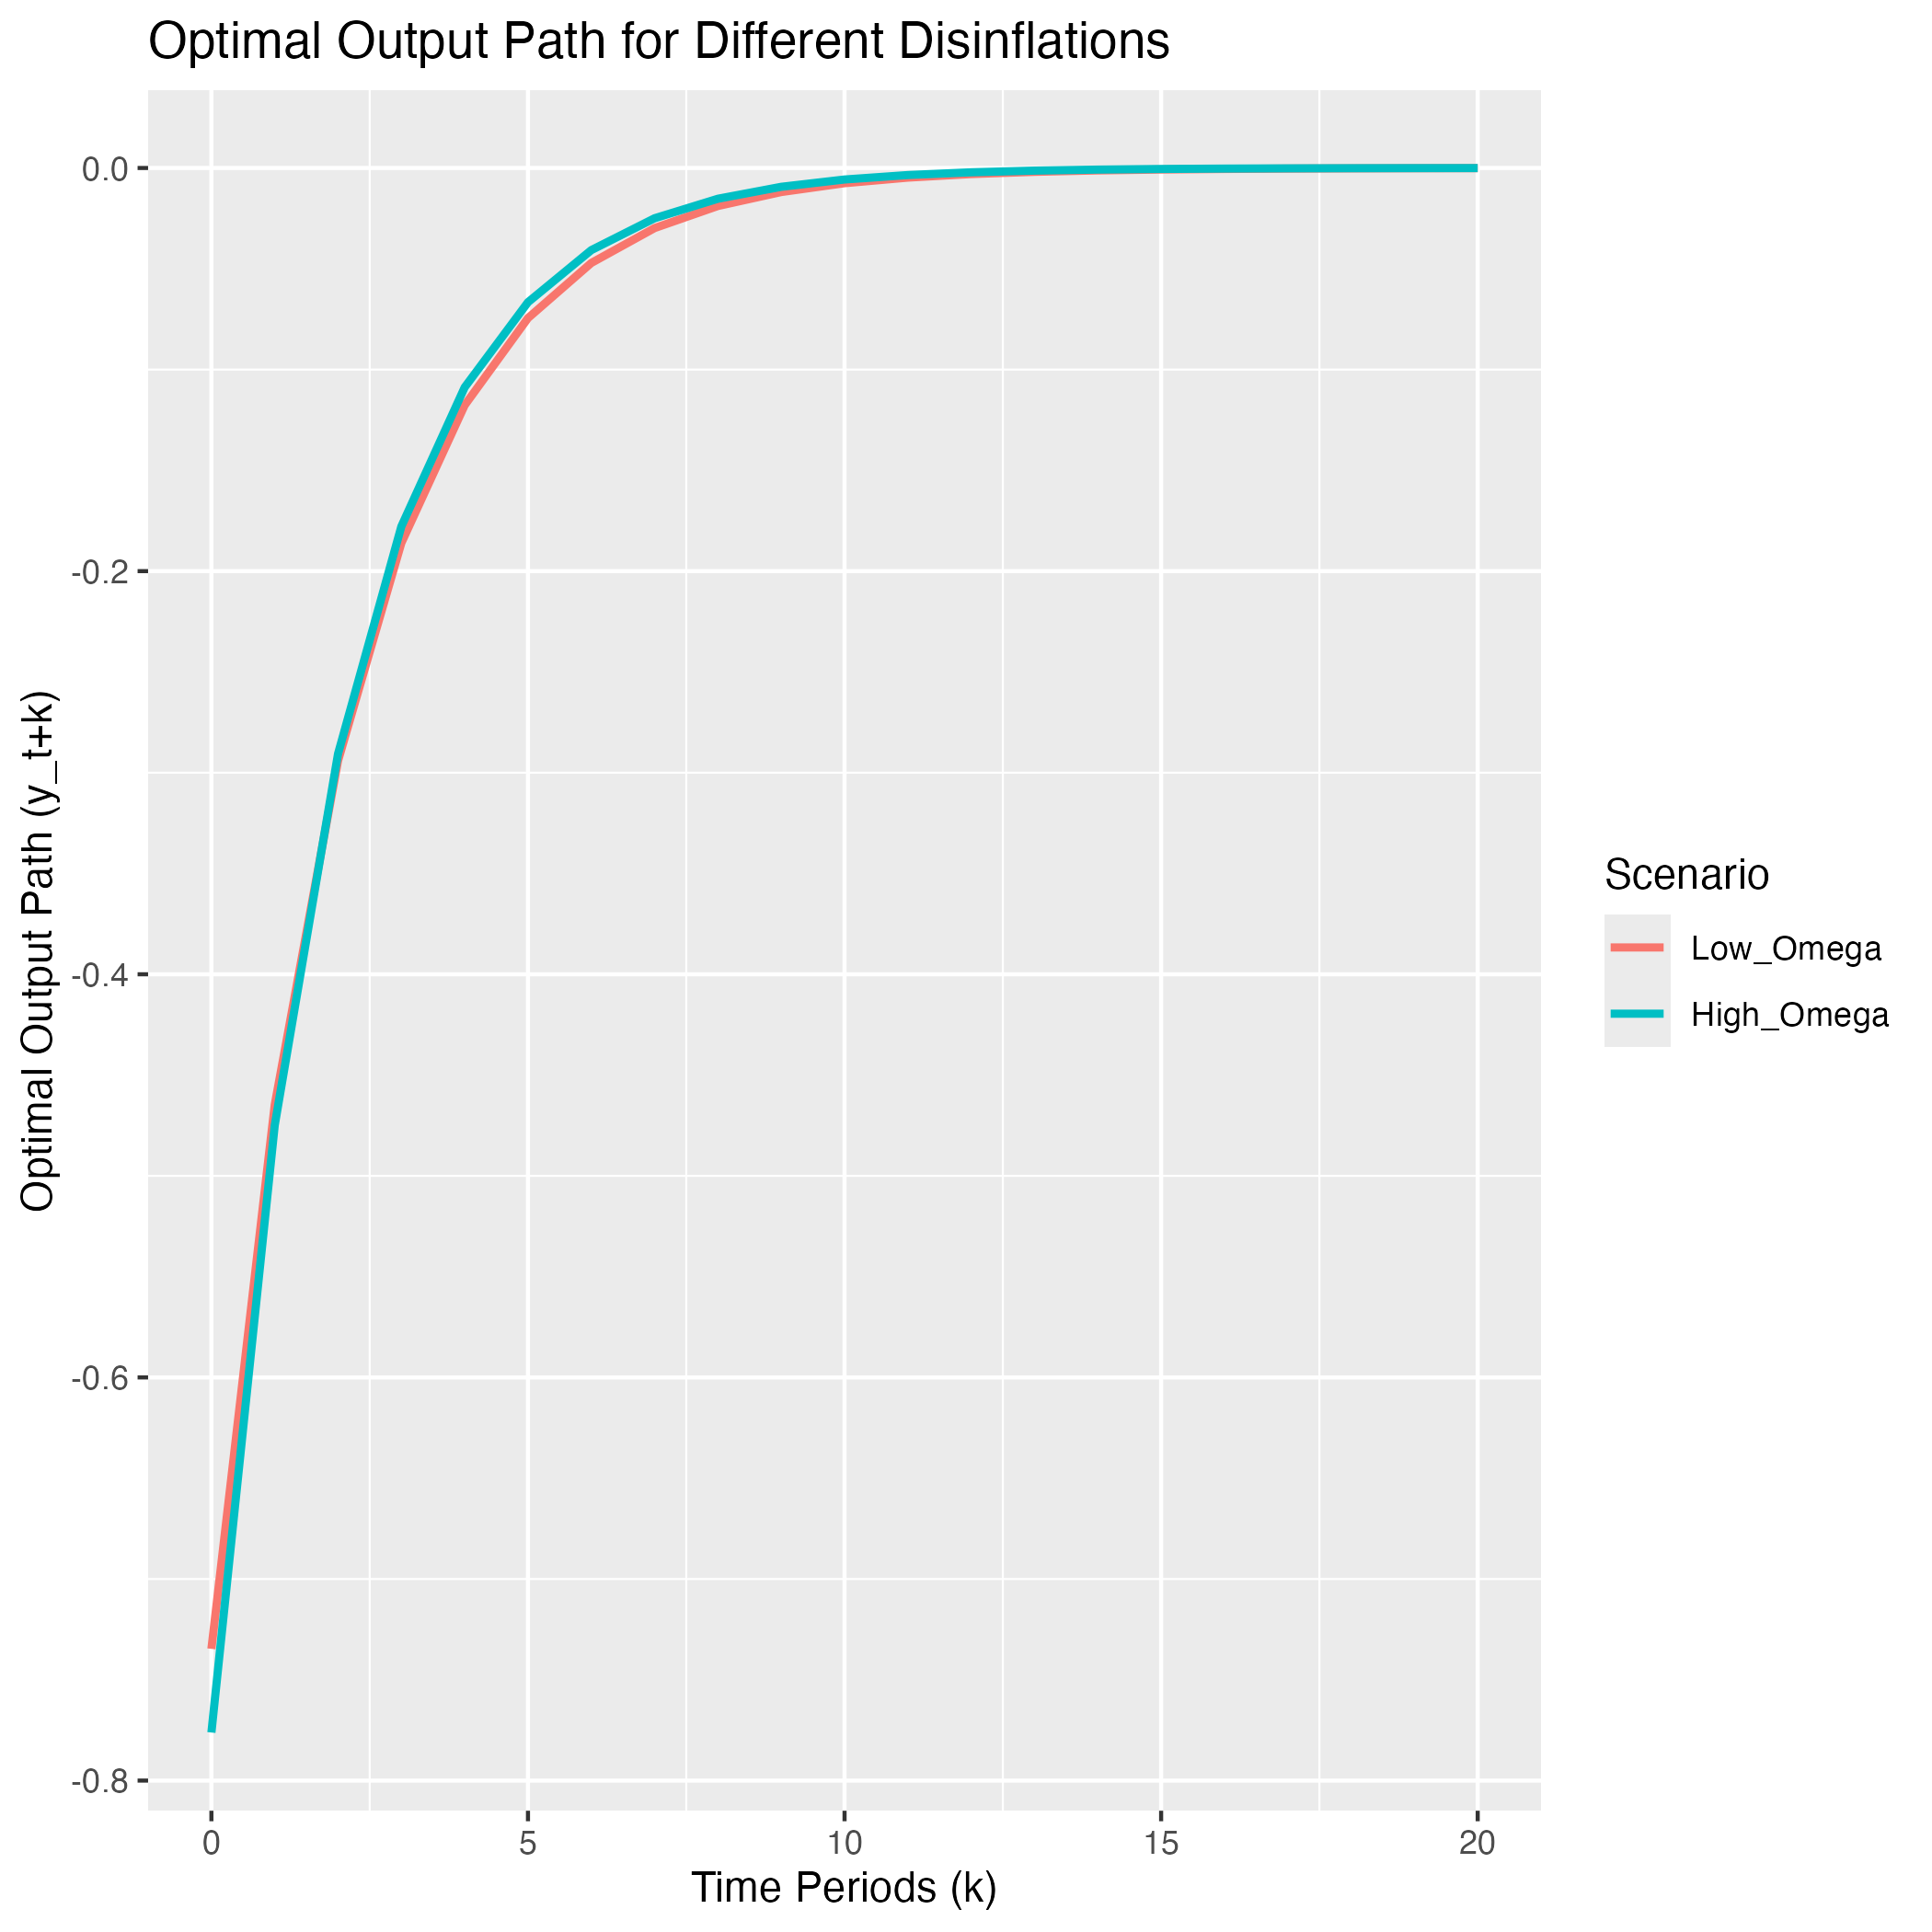 Optimal Output Path for Different Disinflations
Optimal Output Path (y_t+k)
0.0
-0.2
-0.4
-0.6
-0.8
0 5 10 15 20
Time Periods (k)
Scenario
Low_Omega
High_Omega